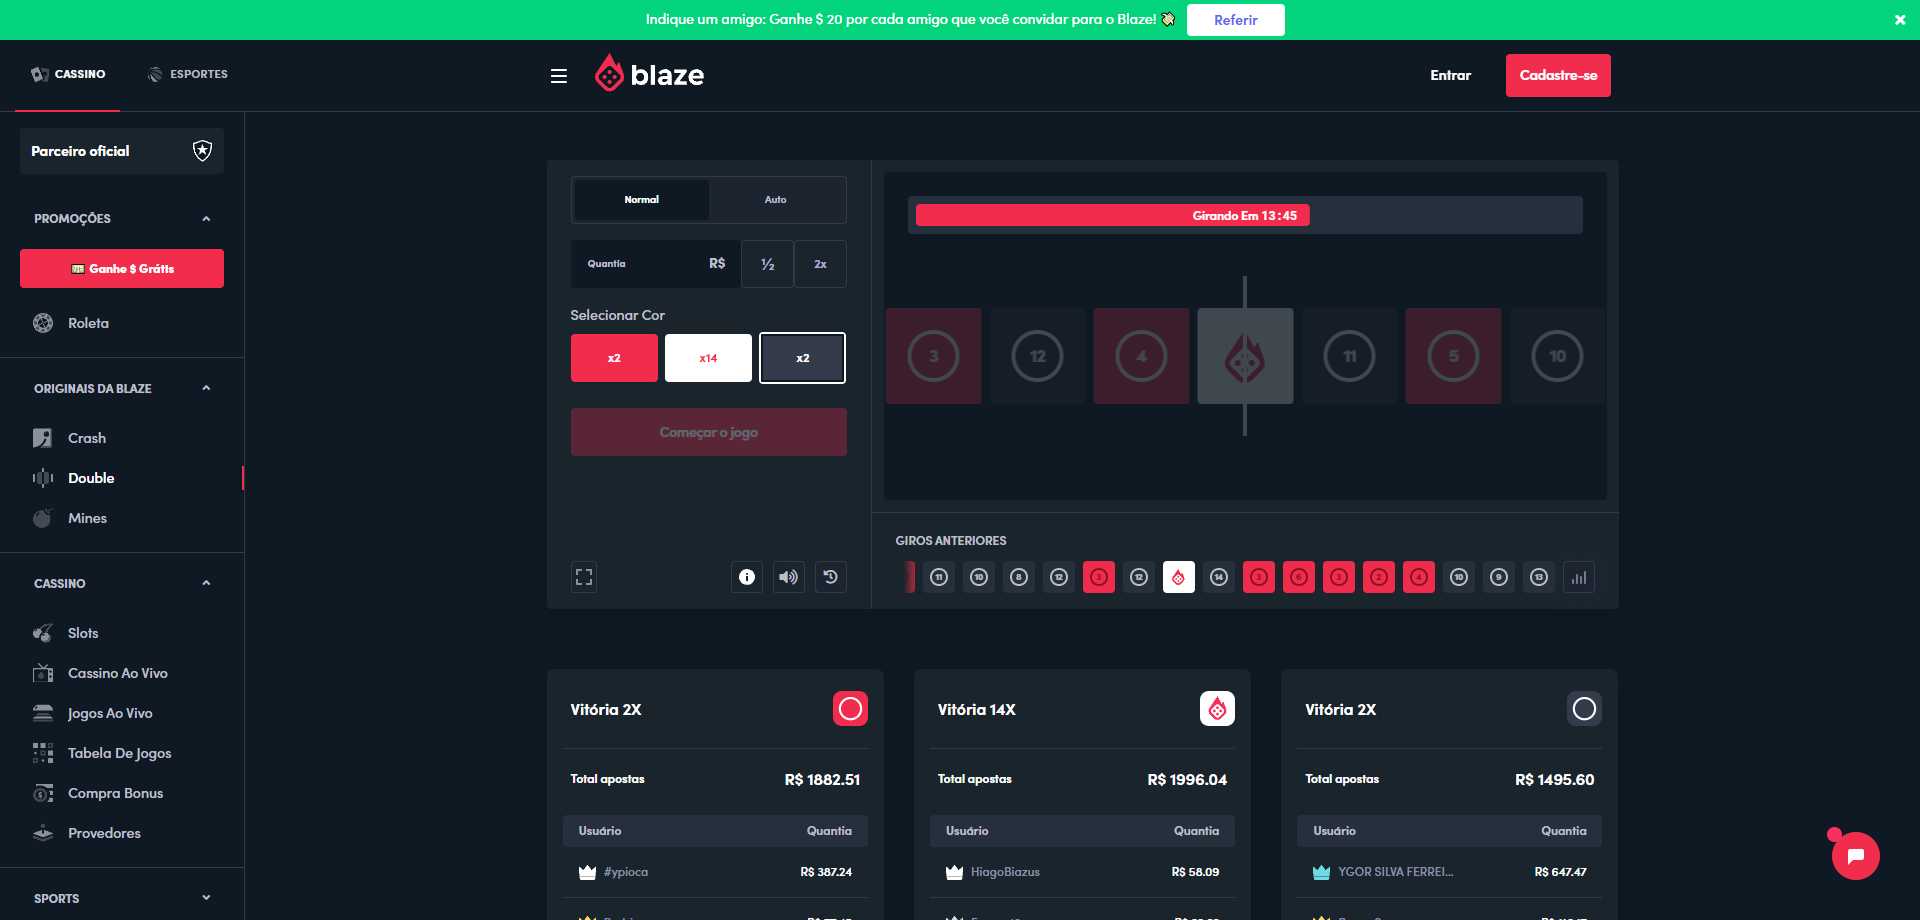 Indique um amigo: Ganhe $ 20 por cada amigo que você convidar para o Blaze!
Referir
CASSINO
ESPORTES
blaze
Entrar
Cadastre-se
Parceiro oficial
PROMOÇÕES
Ganhe $ Grátis
Roleta
ORIGINAIS DA BLAZE
Crash
Double
Mines
CASSINO
Slots
Cassino Ao Vivo
Jogos Ao Vivo
Tabela De Jogos
Compra Bonus
Provedores
SPORTS
Normal
Auto
Quantia
R$
½
2x
Selecionar Cor
x2
x14
x2
Começar o jogo
Girando Em 13:45
3
12
4
11
5
10
GIROS ANTERIORES
11
10
8
12
3
12
14
3
6
3
2
4
10
9
13
Vitória 2X
Total apostas
R$ 1882.51
Usuário
Quantia
#ypioca
R$ 387.24
Vitória 14X
Total apostas
R$ 1996.04
Usuário
Quantia
HiagoBiazus
R$ 58.09
Vitória 2X
Total apostas
R$ 1495.60
Usuário
Quantia
YGOR SILVA FERREI...
R$ 647.47